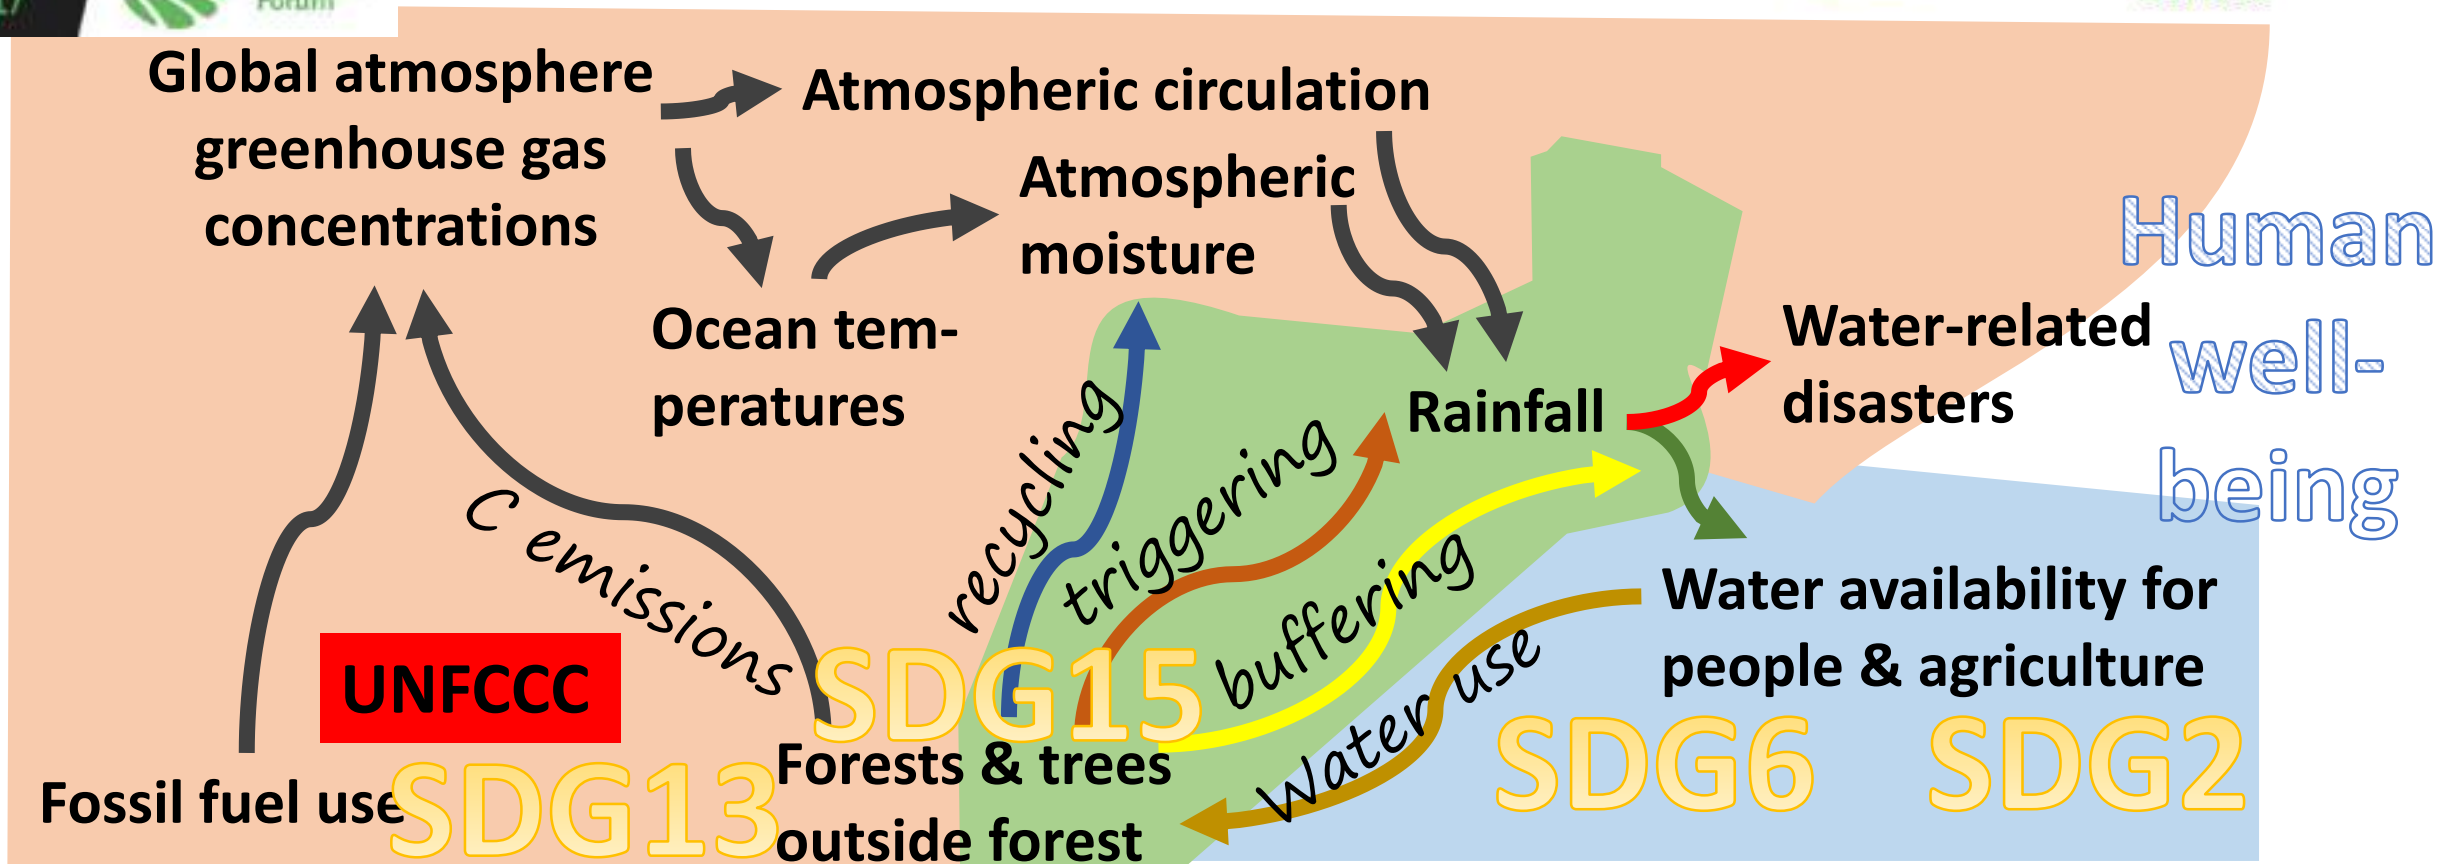 17
Forum
Global atmosphere
greenhouse gas
concentrations
Atmospheric circulation
Atmospheric
moisture
Ocean tem-
peratures
Human
well-
being
Water-related
disasters
Rainfall
recycling
triggering
buffering
C emissions
Water use
Water availability for
people & agriculture
UNFCCC
SDG15
SDG6
SDG2
Fossil fuel use
SDG13
Forests & trees
outside forest